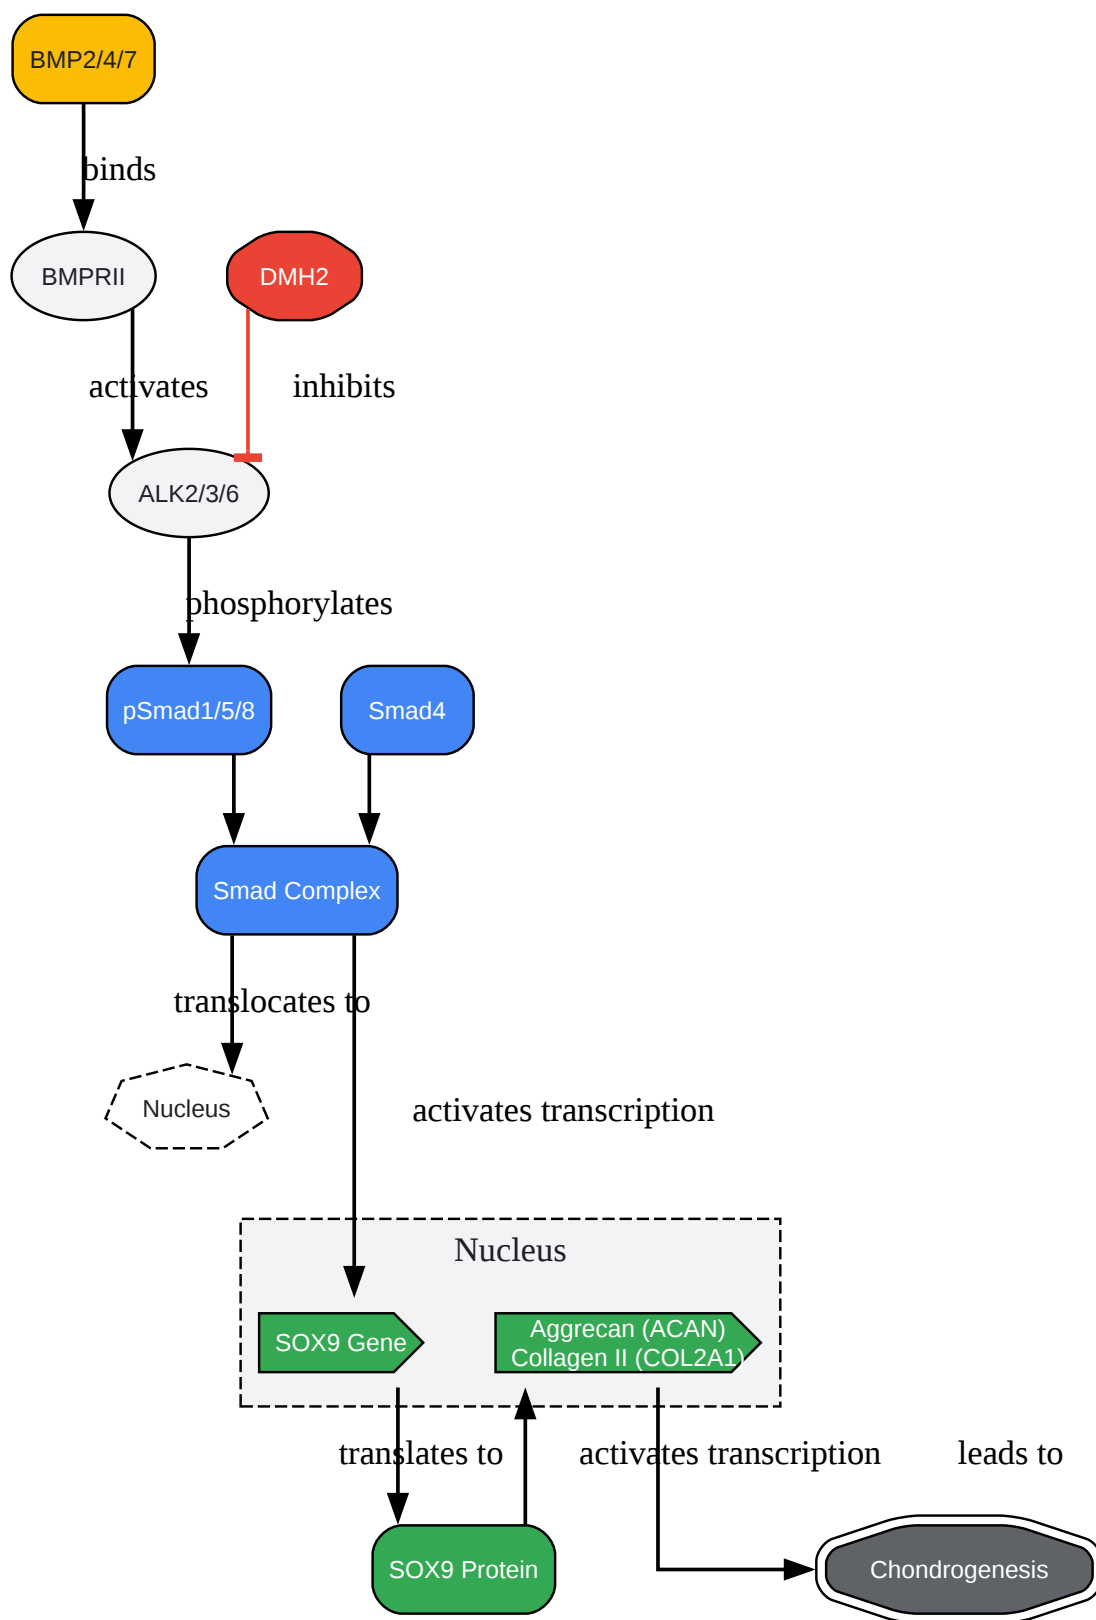 BMP2/4/7
binds
BMPRII
DMH2
activates
inhibits
ALK2/3/6
phosphorylates
pSmad1/5/8
Smad4
Smad Complex
translocates to
Nucleus
activates transcription
Nucleus
SOX9 Gene
Aggrecan (ACAN)
Collagen II (COL2A1)
translates to
activates transcription
leads to
SOX9 Protein
Chondrogenesis